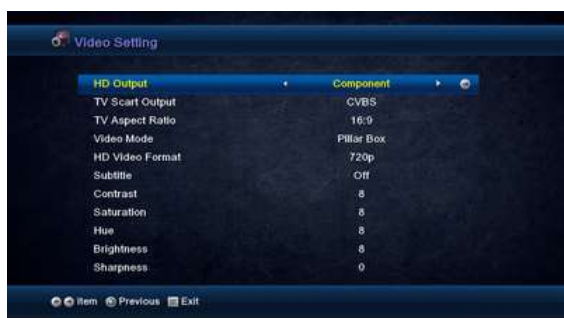 Video Setting
HD Output Component
TV Scart Output CVBS
TV Aspect Ratio 16:9
Video Mode Pillar Box
HD Video Format 720p
Subtitle Off
Contrast 8
Saturation 8
Hue 8
Brightness 8
Sharpness 0
Item Previous Exit